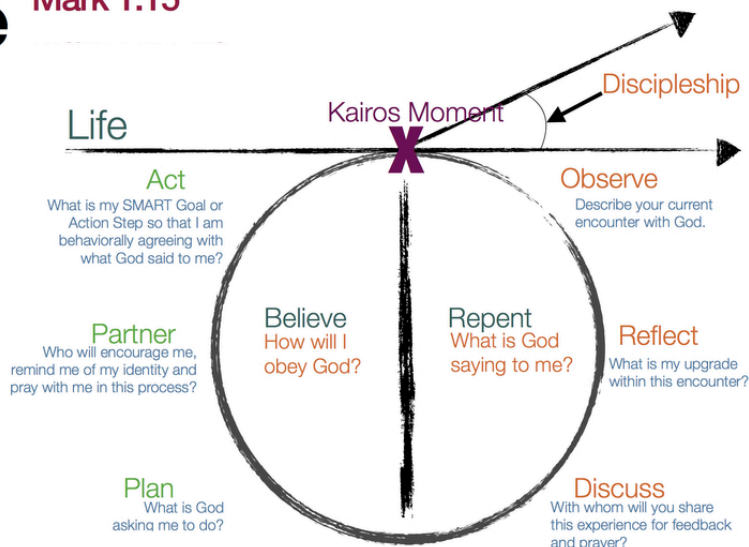 Mark 1:15
Kairos Moment
Discipleship
Life
Act
What is my SMART Goal or
Action Step so that I am
behaviorally agreeing with
what God said to me?
Observe
Describe your current
encounter with God.
Believe
How will I
obey God?
Repent
What is God
saying to me?
Partner
Who will encourage me,
remind me of my identity and
pray with me in this process?
Reflect
What is my upgrade
within this encounter?
Plan
What is God
asking me to do?
Discuss
With whom will you share
this experience for feedback
and prayer?